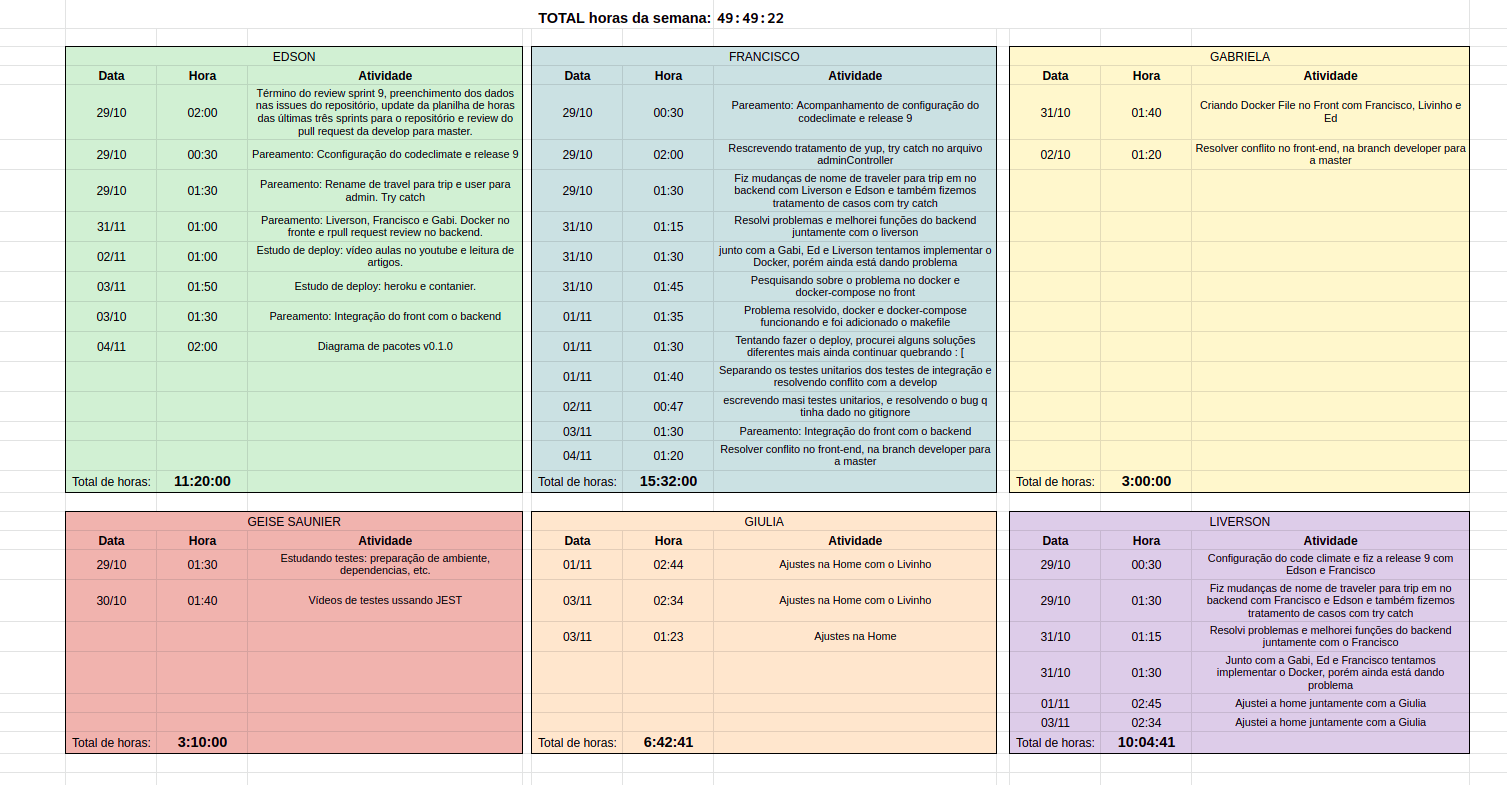 TOTAL horas da semana: 49:49:22
EDSON
Data Hora Atividade
29/10 02:00 Término do review sprint 9, preenchimento dos dados
nas issues do repositório, update da planilha de horas
das últimas três sprints para o repositório e review do
pull request da develop para master.
29/10 00:30 Pareamento: Cconfiguração do codeclimate e release 9
29/10 01:30 Pareamento: Rename de travel para trip e user para
admin. Try catch
31/11 01:00 Pareamento: Liverson, Francisco e Gabi. Docker no
fronte e rpull request review no backend.
02/11 01:00 Estudo de deploy: vídeo aulas no youtube e leitura de
artigos.
03/11 01:50 Estudo de deploy: heroku e contanier.
03/10 01:30 Pareamento: Integração do front com o backend
04/11 02:00 Diagrama de pacotes v0.1.0
Total de horas: 11:20:00
FRANCISCO
Data Hora Atividade
29/10 00:30 Pareamento: Acompanhamento de configuração do
codeclimate e release 9
29/10 02:00 Rescrevendo tratamento de yup, try catch no arquivo
adminController
29/10 01:30 Fiz mudanças de nome de traveler para trip em no
backend com Liverson e Edson e também fizemos
tratamento de casos com try catch
31/10 01:15 Resolvi problemas e melhorei funções do backend
juntamente com o liverson
31/10 01:30 junto com a Gabi, Ed e Liverson tentamos implementar o
Docker, porém ainda está dando problema
31/10 01:45 Pesquisando sobre o problema no docker e
docker-compose no front
01/11 01:35 Problema resolvido, docker e docker-compose
funcionando e foi adicionado o makefile
01/11 01:30 Tentando fazer o deploy, procurei alguns soluções
diferentes mais ainda continuar quebrando : [
01/11 01:40 Separando os testes unitarios dos testes de integração e
resolvendo conflito com a develop
02/11 00:47 escrevendo masi testes unitarios, e resolvendo o bug q
tinha dado no gitignore
03/11 01:30 Pareamento: Integração do front com o backend
04/11 01:20 Resolver conflito no front-end, na branch developer para
a master
Total de horas: 15:32:00
GABRIELA
Data Hora Atividade
31/10 01:40 Criando Docker File no Front com Francisco, Livinho e
Ed
02/10 01:20 Resolver conflito no front-end, na branch developer para
a master
Total de horas: 3:00:00
GEISE SAUNIER
Data Hora Atividade
29/10 01:30 Estudando testes: preparação de ambiente,
dependencias, etc.
30/10 01:40 Vídeos de testes ussando JEST
Total de horas: 3:10:00
GIULIA
Data Hora Atividade
01/11 02:44 Ajustes na Home com o Livinho
03/11 02:34 Ajustes na Home com o Livinho
03/11 01:23 Ajustes na Home
Total de horas: 6:42:41
LIVERSON
Data Hora Atividade
29/10 00:30 Configuração do code climate e fiz a release 9 com
Edson e Francisco
29/10 01:30 Fiz mudanças de nome de traveler para trip em no
backend com Francisco e Edson e também fizemos
tratamento de casos com try catch
31/10 01:15 Resolvi problemas e melhorei funções do backend
juntamente com o Francisco
31/10 01:30 Junto com a Gabi, Ed e Francisco tentamos
implementar o Docker, porém ainda está dando
problema
01/11 02:45 Ajustei a home juntamente com a Giulia
03/11 02:34 Ajustei a home juntamente com a Giulia
Total de horas: 10:04:41